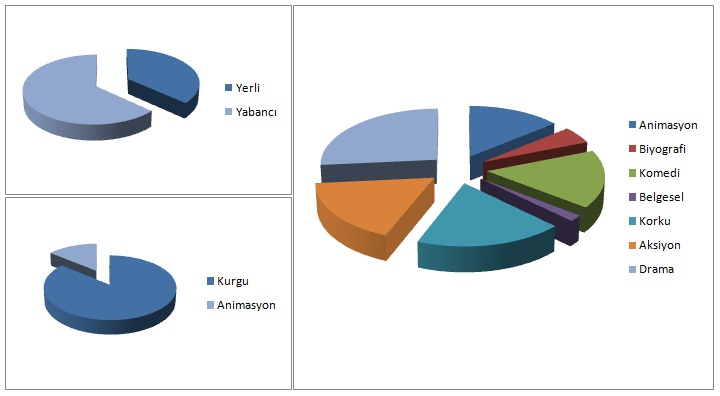 Yerli
Yabancı
Kurgu
Animasyon
Animasyon
Biyografi
Komedi
Belgesel
Korku
Aksiyon
Drama